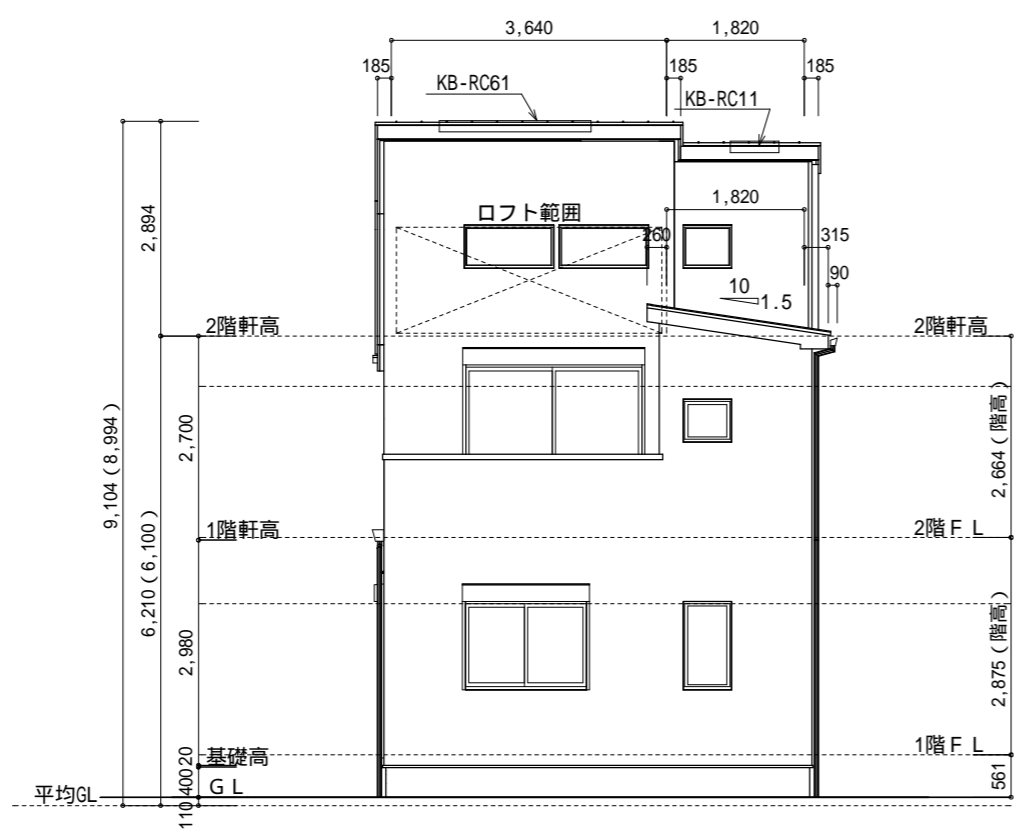 3,640
1,820
185
185
185
KB-RC61
KB-RC11
1,820
ロフト範囲
260
315
90
10
1.5
2,894
2階軒高
2階軒高
9,104(8,994)
2,700
2,664(階高)
1階軒高
2階FL
6,210(6,100)
2,980
2,875(階高)
1階FL
20
基礎高
400
GL
561
平均GL
110